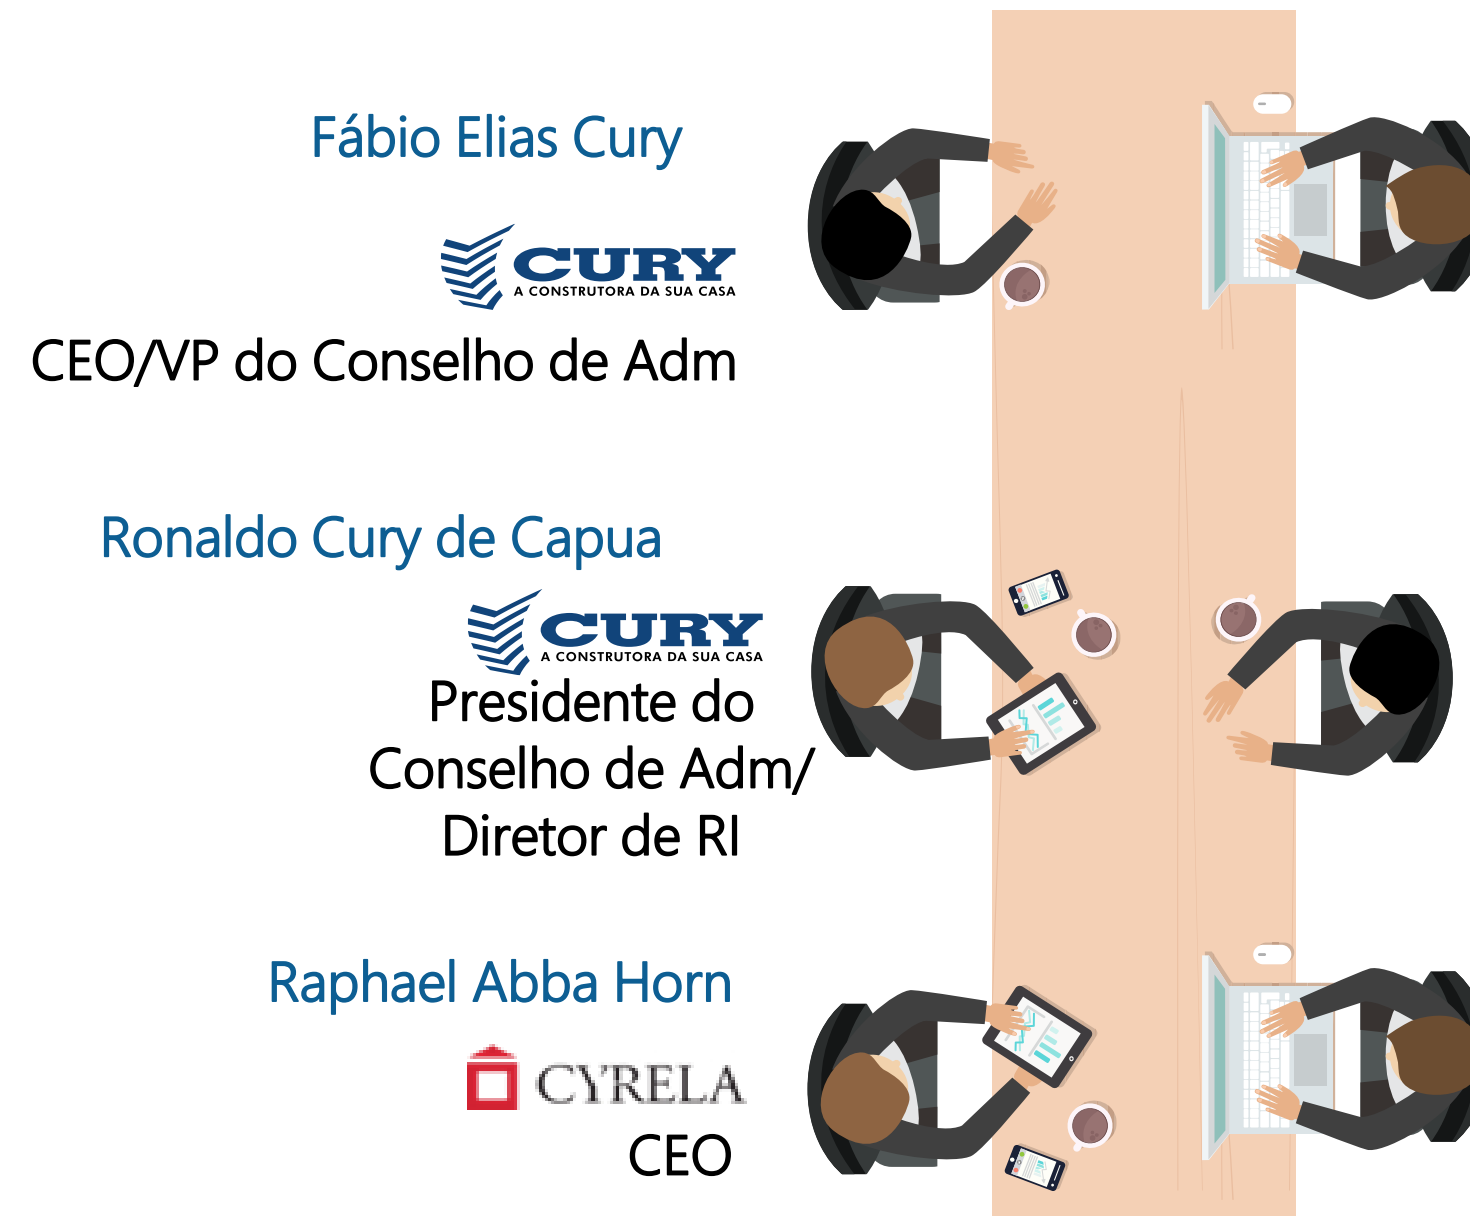 Fábio Elias Cury
CURY
A CONSTRUTORA DA SUA CASA
CEO/VP do Conselho de Adm
Ronaldo Cury de Capua
CURY
A CONSTRUTORA DA SUA CASA
Presidente do
Conselho de Adm/
Diretor de RI
Raphael Abba Horn
CYRELA
CEO